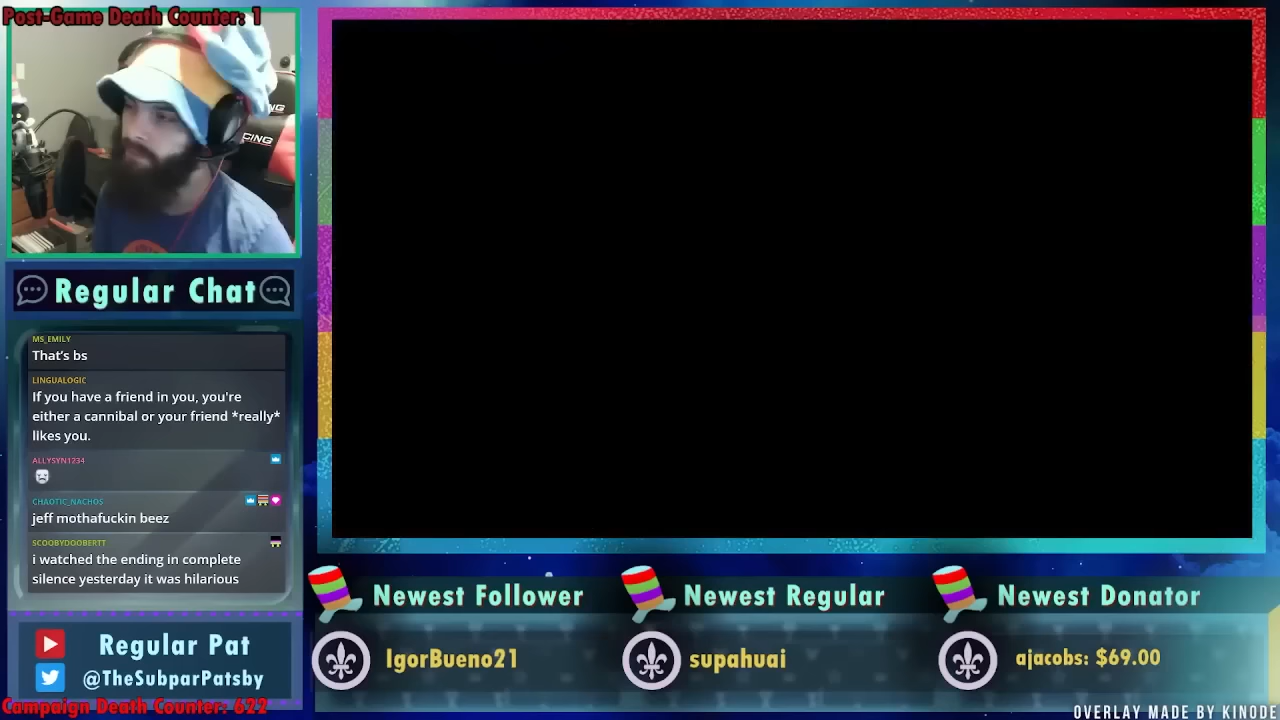 Post-Game Death Counter: 1
NG
CING
Regular Chat
MS_EMILY
That's bs
LINGUALOGIC
If you have a friend in you, you're
either a cannibal or your friend *really*
likes you.
ALLYSYN1234
CHAOTIC_NACHOS
jeff mothafuckin beez
SCOOBYDOOBERTT
i watched the ending in complete
silence yesterday it was hilarious
Regular Pat
@TheSubparPatsby
Campaign Death Counter: 622
Newest Follower
IgorBueno21
Newest Regular
supahuai
Newest Donator
ajacobs: $69.00
OVERLAY MADE BY KINODE